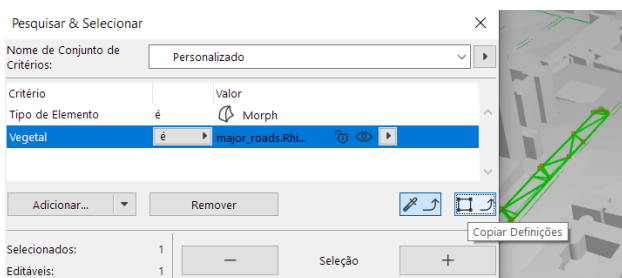 Pesquisar & Selecionar
Nome de Conjunto de
Critérios:
Personalizado
Critério Valor
Tipo de Elemento é Morph
Vegetal é major_roads.Rhi...
Adicionar... Remover
Copiar Definições
Selecionados: 1
Seleção
Editáveis: 1